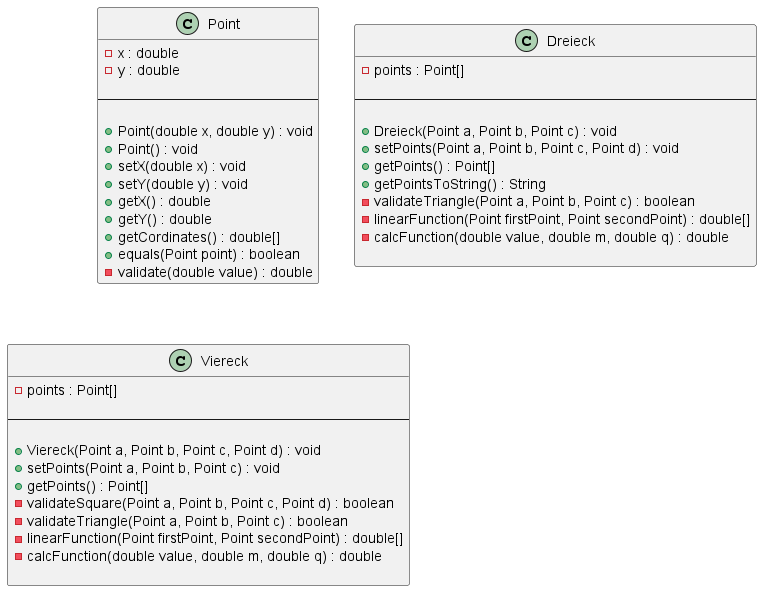 C Point
x : double
y : double
Point(double x, double y) : void
Point() : void
setX(double x) : void
setY(double y) : void
getX() : double
getY() : double
getCordinates() : double[]
equals(Point point) : boolean
validate(double value) : double
C Dreieck
points : Point[]
Dreieck(Point a, Point b, Point c) : void
setPoints(Point a, Point b, Point c, Point d) : void
getPoints() : Point[]
getPointsToString() : String
validateTriangle(Point a, Point b, Point c) : boolean
linearFunction(Point firstPoint, Point secondPoint) : double[]
calcFunction(double value, double m, double q) : double
C Viereck
points : Point[]
Viereck(Point a, Point b, Point c, Point d) : void
setPoints(Point a, Point b, Point c) : void
getPoints() : Point[]
validateSquare(Point a, Point b, Point c, Point d) : boolean
validateTriangle(Point a, Point b, Point c) : boolean
linearFunction(Point firstPoint, Point secondPoint) : double[]
calcFunction(double value, double m, double q) : double